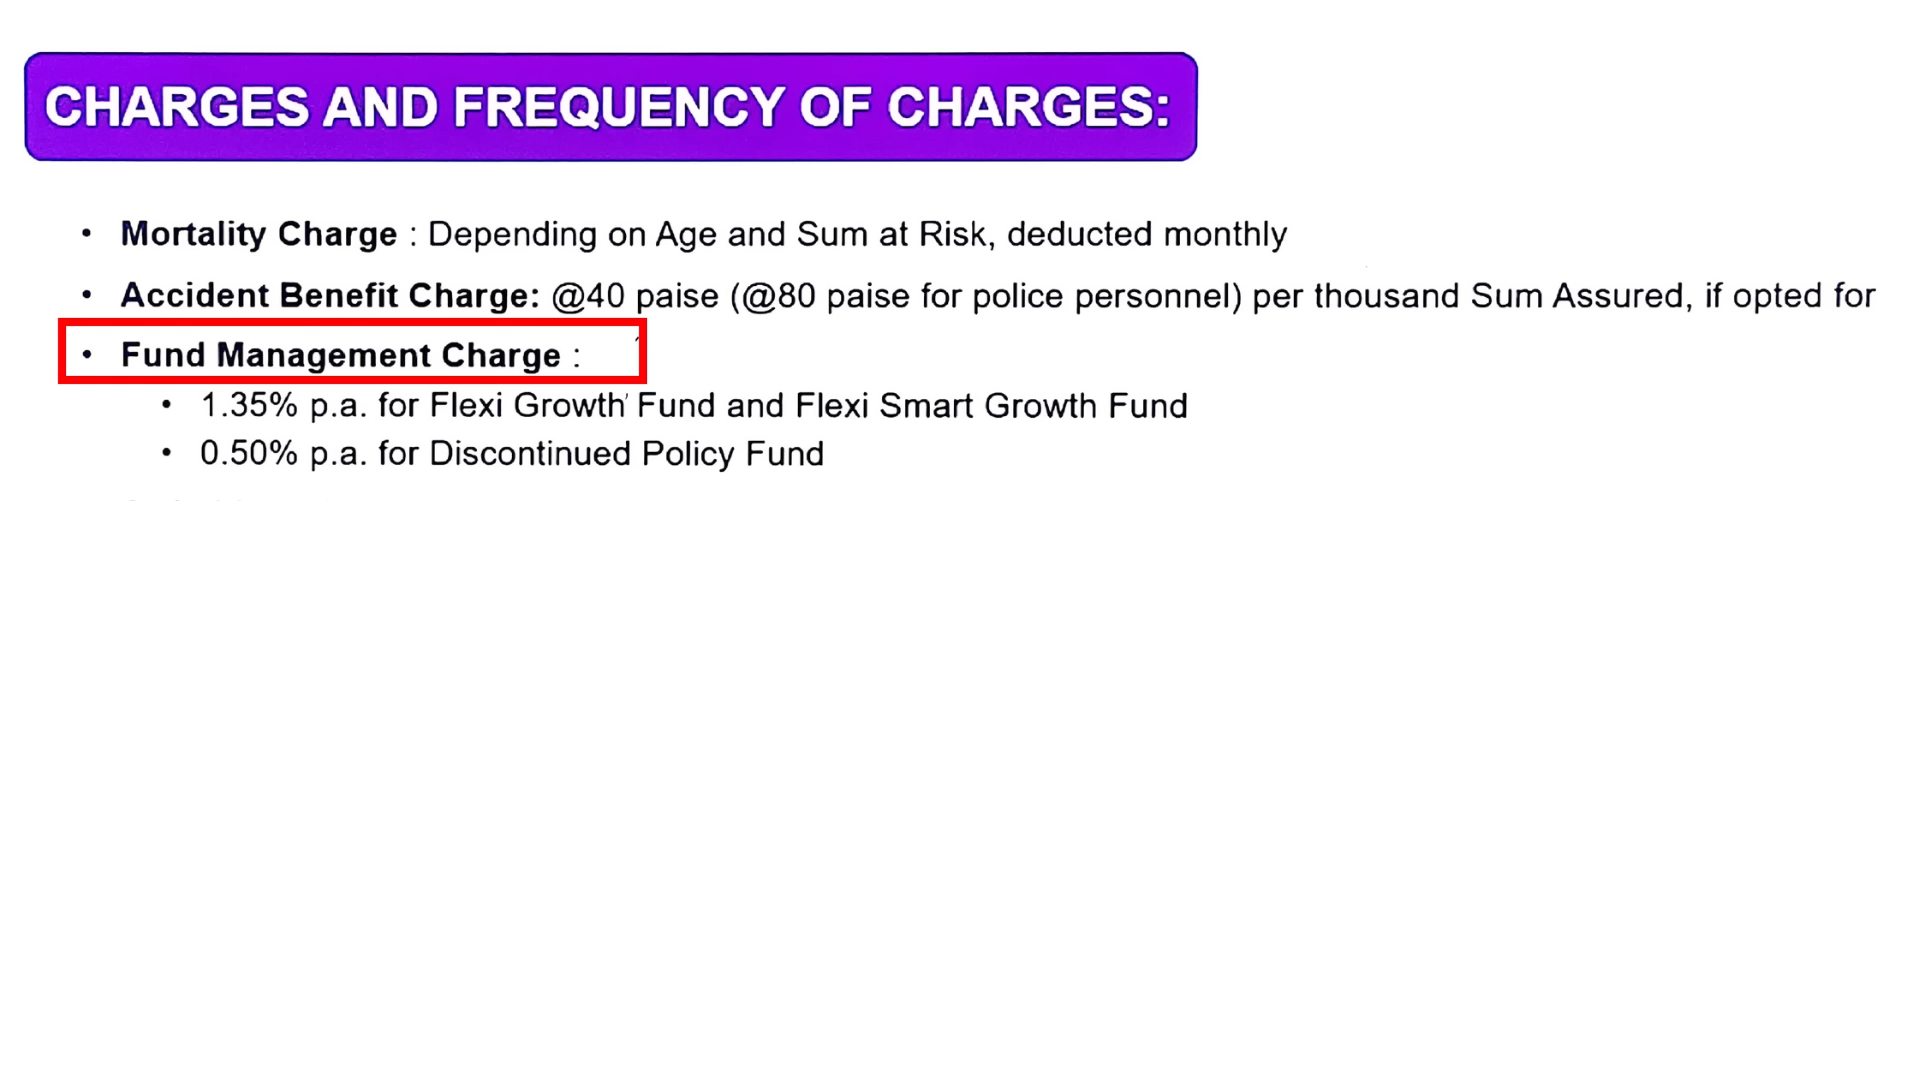 CHARGES AND FREQUENCY OF CHARGES:
• Mortality Charge : Depending on Age and Sum at Risk, deducted monthly
• Accident Benefit Charge: @40 paise (@80 paise for police personnel) per thousand Sum Assured, if opted for
• Fund Management Charge :
• 1.35% p.a. for Flexi Growth Fund and Flexi Smart Growth Fund
• 0.50% p.a. for Discontinued Policy Fund